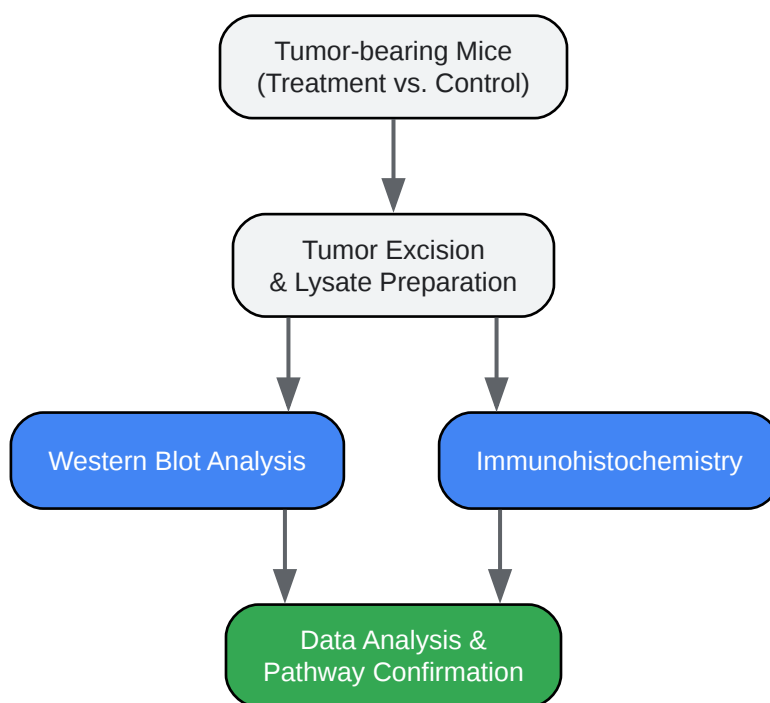 Tumor-bearing Mice
(Treatment vs. Control)
Tumor Excision
& Lysate Preparation
Western Blot Analysis
Immunohistochemistry
Data Analysis &
Pathway Confirmation